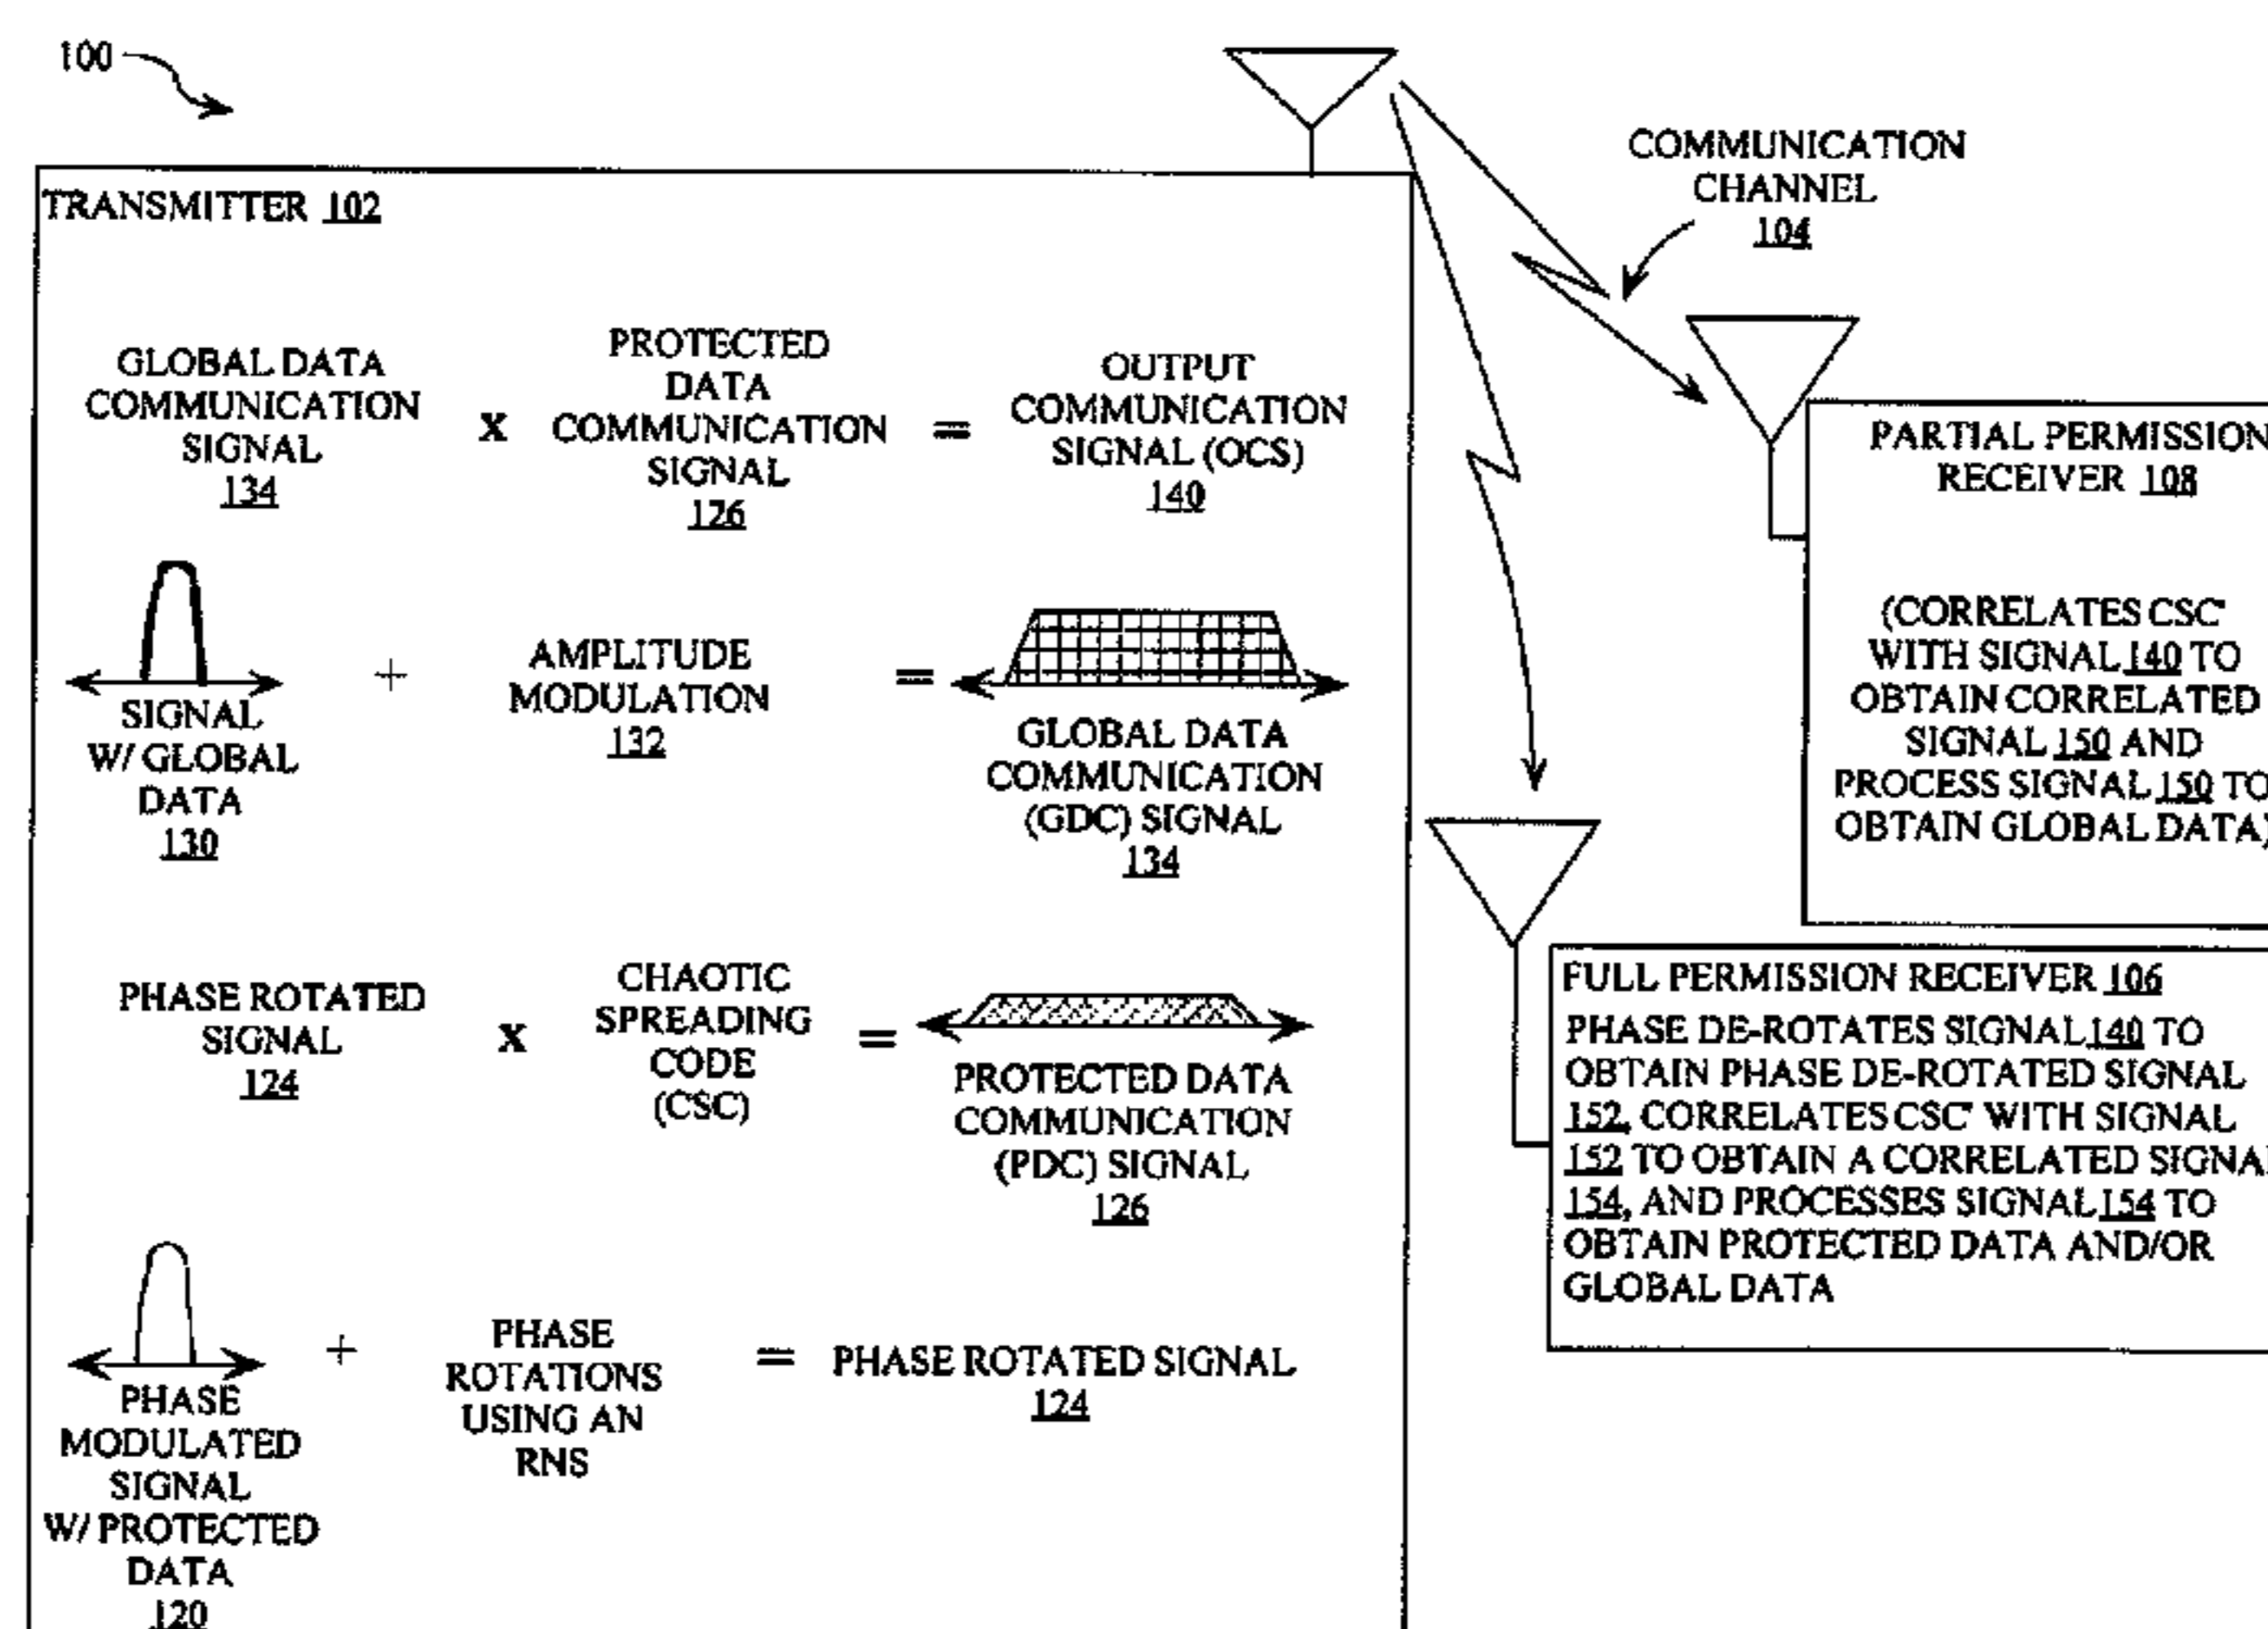 100
TRANSMITTER 102
GLOBAL DATA
COMMUNICATION
SIGNAL
134
X
PROTECTED
DATA
COMMUNICATION
SIGNAL
126
=
OUTPUT
COMMUNICATION
SIGNAL (OCS)
140
SIGNAL
W/ GLOBAL
DATA
130
+
AMPLITUDE
MODULATION
132
=
GLOBAL DATA
COMMUNICATION
(GDC) SIGNAL
134
PHASE ROTATED
SIGNAL
124
X
CHAOTIC
SPREADING
CODE
(CSC)
=
PROTECTED DATA
COMMUNICATION
(PDC) SIGNAL
126
PHASE
MODULATED
SIGNAL
W/ PROTECTED
DATA
120
+
PHASE
ROTATIONS
USING AN
RNS
=
PHASE ROTATED SIGNAL
124
COMMUNICATION
CHANNEL
104
PARTIAL PERMISSION
RECEIVER 108
(CORRELATES CSC'
WITH SIGNAL 140 TO
OBTAIN CORRELATED
SIGNAL 150 AND
PROCESS SIGNAL 150 TO
OBTAIN GLOBAL DATA)
FULL PERMISSION RECEIVER 106
PHASE DE-ROTATES SIGNAL 140 TO
OBTAIN PHASE DE-ROTATED SIGNAL
152, CORRELATES CSC' WITH SIGNAL
152 TO OBTAIN A CORRELATED SIGNAL
154, AND PROCESSES SIGNAL 154 TO
OBTAIN PROTECTED DATA AND/OR
GLOBAL DATA